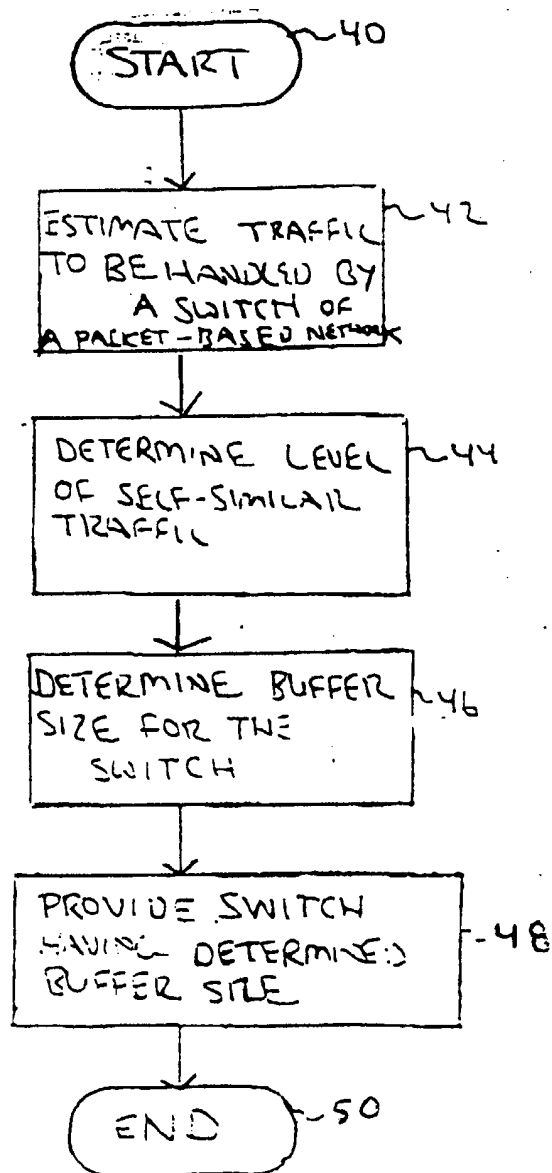 START
40
ESTIMATE TRAFFIC
42
TO BE HANDLED BY
A SWITCH OF
A PACKET-BASED NETWORK
DETERMINE LEVEL
44
OF SELF-SIMILAR
TRAFFIC
DETERMINE BUFFER
46
SIZE FOR THE
SWITCH
PROVIDE SWITCH
48
HAVING DETERMINED
BUFFER SIZE
END
50